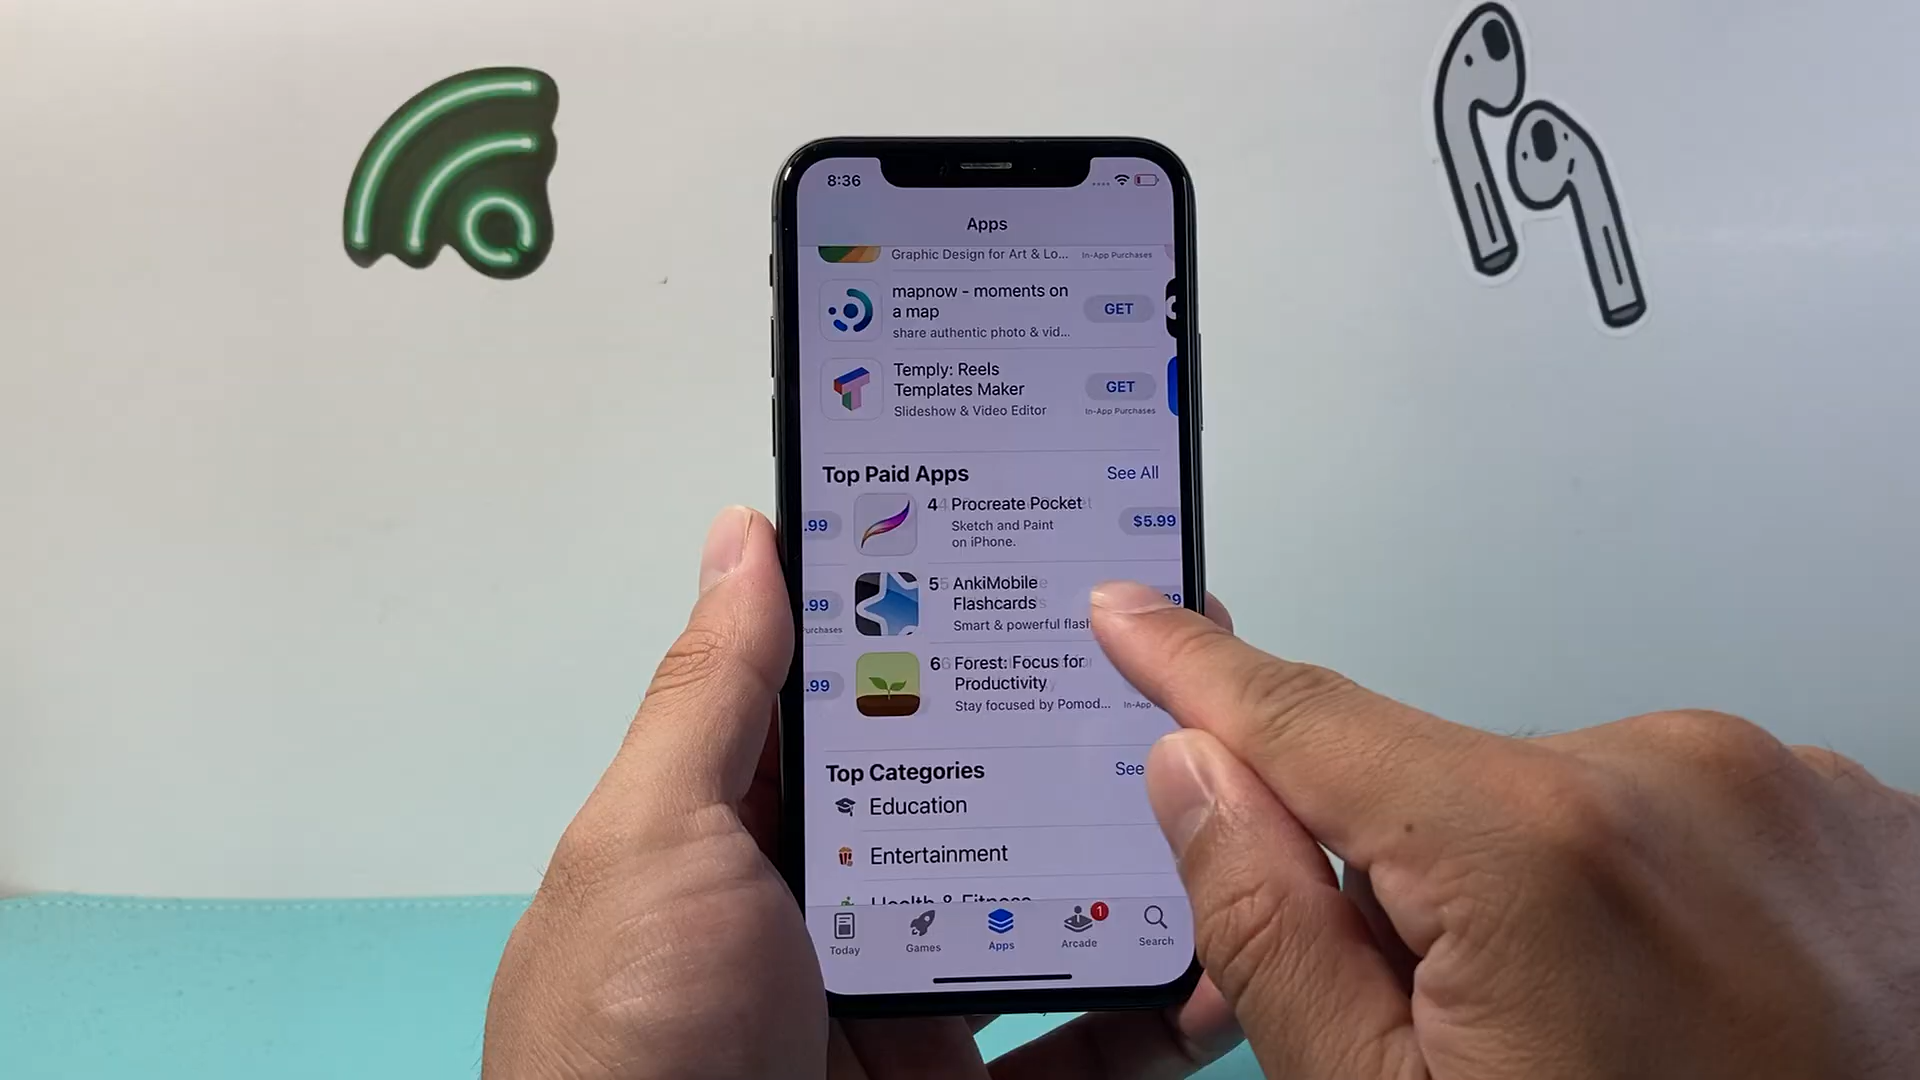 8:36
Apps
Graphic Design for Art & Lo...
In-App Purchases
mapnow - moments on
a map
GET
share authentic photo & vid...
Temply: Reels
Templates Maker
GET
Slideshow & Video Editor
In-App Purchases
Top Paid Apps
See All
.99
4
Procreate Pocket
$5.99
Sketch and Paint
on iPhone.
.99
urchases
5
AnkiMobile
Flashcards
99
Smart & powerful flash
.99
6
Forest: Focus for
Productivity
Stay focused by Pomod...
In-App
Top Categories
See
Education
Entertainment
Health & Fitness
Today
Games
Apps
Arcade
1
Search